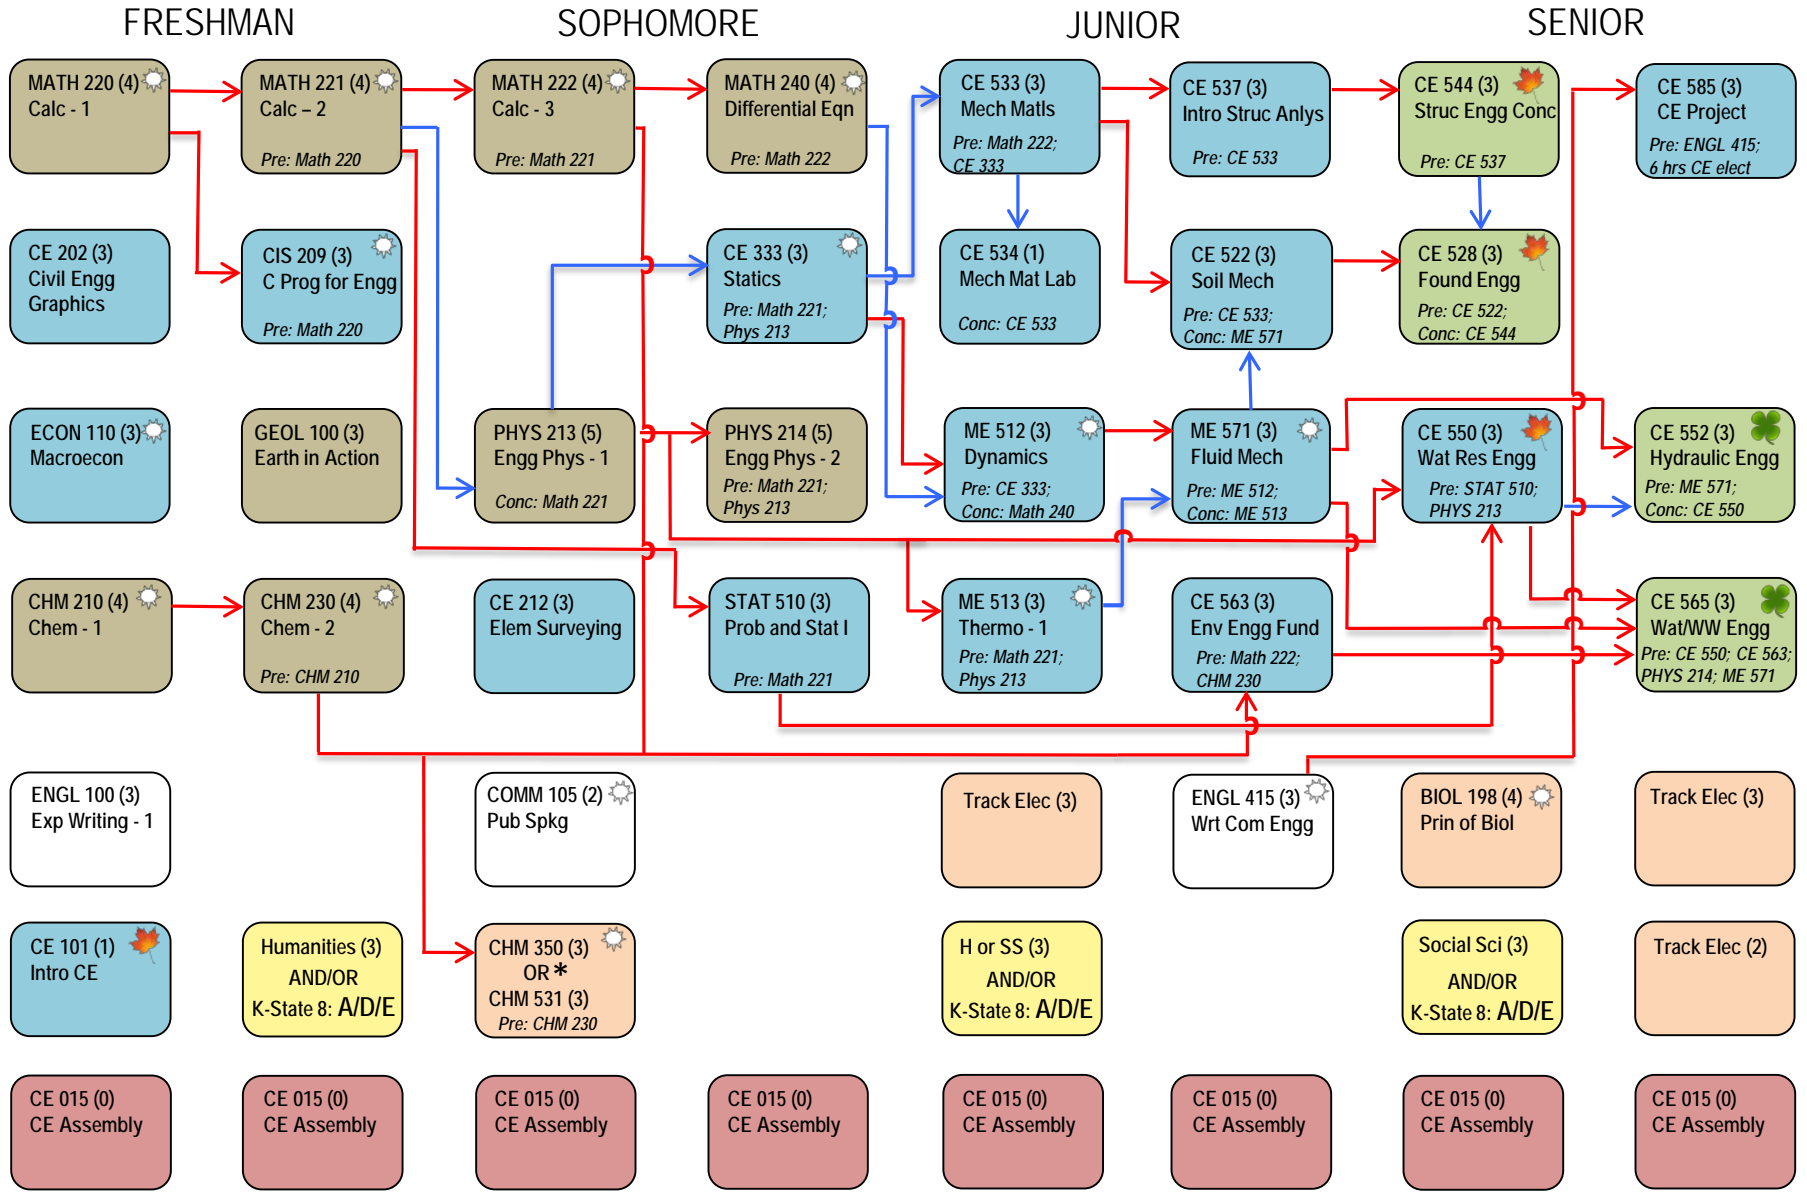 FRESHMAN
SOPHOMORE
JUNIOR
SENIOR
MATH 220 (4)
Calc - 1
MATH 221 (4)
Calc – 2
Pre: Math 220
MATH 222 (4)
Calc - 3
Pre: Math 221
MATH 240 (4)
Differential Eqn
Pre: Math 222
CE 533 (3)
Mech Matls
Pre: Math 222;
CE 333
CE 537 (3)
Intro Struc Anlys
Pre: CE 533
CE 544 (3)
Struc Engg Conc
Pre: CE 537
CE 585 (3)
CE Project
Pre: ENGL 415;
6 hrs CE elect
CE 202 (3)
Civil Engg
Graphics
CIS 209 (3)
C Prog for Engg
Pre: Math 220
CE 333 (3)
Statics
Pre: Math 221;
Phys 213
CE 534 (1)
Mech Mat Lab
Conc: CE 533
CE 522 (3)
Soil Mech
Pre: CE 533;
Conc: ME 571
CE 528 (3)
Found Engg
Pre: CE 522;
Conc: CE 544
ECON 110 (3)
Macroecon
GEOL 100 (3)
Earth in Action
PHYS 213 (5)
Engg Phys - 1
Conc: Math 221
PHYS 214 (5)
Engg Phys - 2
Pre: Math 221;
Phys 213
ME 512 (3)
Dynamics
Pre: CE 333;
Conc: Math 240
ME 571 (3)
Fluid Mech
Pre: ME 512;
Conc: ME 513
CE 550 (3)
Wat Res Engg
Pre: STAT 510;
PHYS 213
CE 552 (3)
Hydraulic Engg
Pre: ME 571;
Conc: CE 550
CHM 210 (4)
Chem - 1
CHM 230 (4)
Chem - 2
Pre: CHM 210
CE 212 (3)
Elem Surveying
STAT 510 (3)
Prob and Stat I
Pre: Math 221
ME 513 (3)
Thermo - 1
Pre: Math 221;
Phys 213
CE 563 (3)
Env Engg Fund
Pre: Math 222;
CHM 230
CE 565 (3)
Wat/WW Engg
Pre: CE 550; CE 563;
PHYS 214; ME 571
ENGL 100 (3)
Exp Writing - 1
COMM 105 (2)
Pub Spkg
Track Elec (3)
ENGL 415 (3)
Wrt Com Engg
BIOL 198 (4)
Prin of Biol
Track Elec (3)
CE 101 (1)
Intro CE
Humanities (3)
AND/OR
K-State 8: A/D/E
CHM 350 (3)
OR *
CHM 531 (3)
Pre: CHM 230
H or SS (3)
AND/OR
K-State 8: A/D/E
Social Sci (3)
AND/OR
K-State 8: A/D/E
Track Elec (2)
CE 015 (0)
CE Assembly
CE 015 (0)
CE Assembly
CE 015 (0)
CE Assembly
CE 015 (0)
CE Assembly
CE 015 (0)
CE Assembly
CE 015 (0)
CE Assembly
CE 015 (0)
CE Assembly
CE 015 (0)
CE Assembly